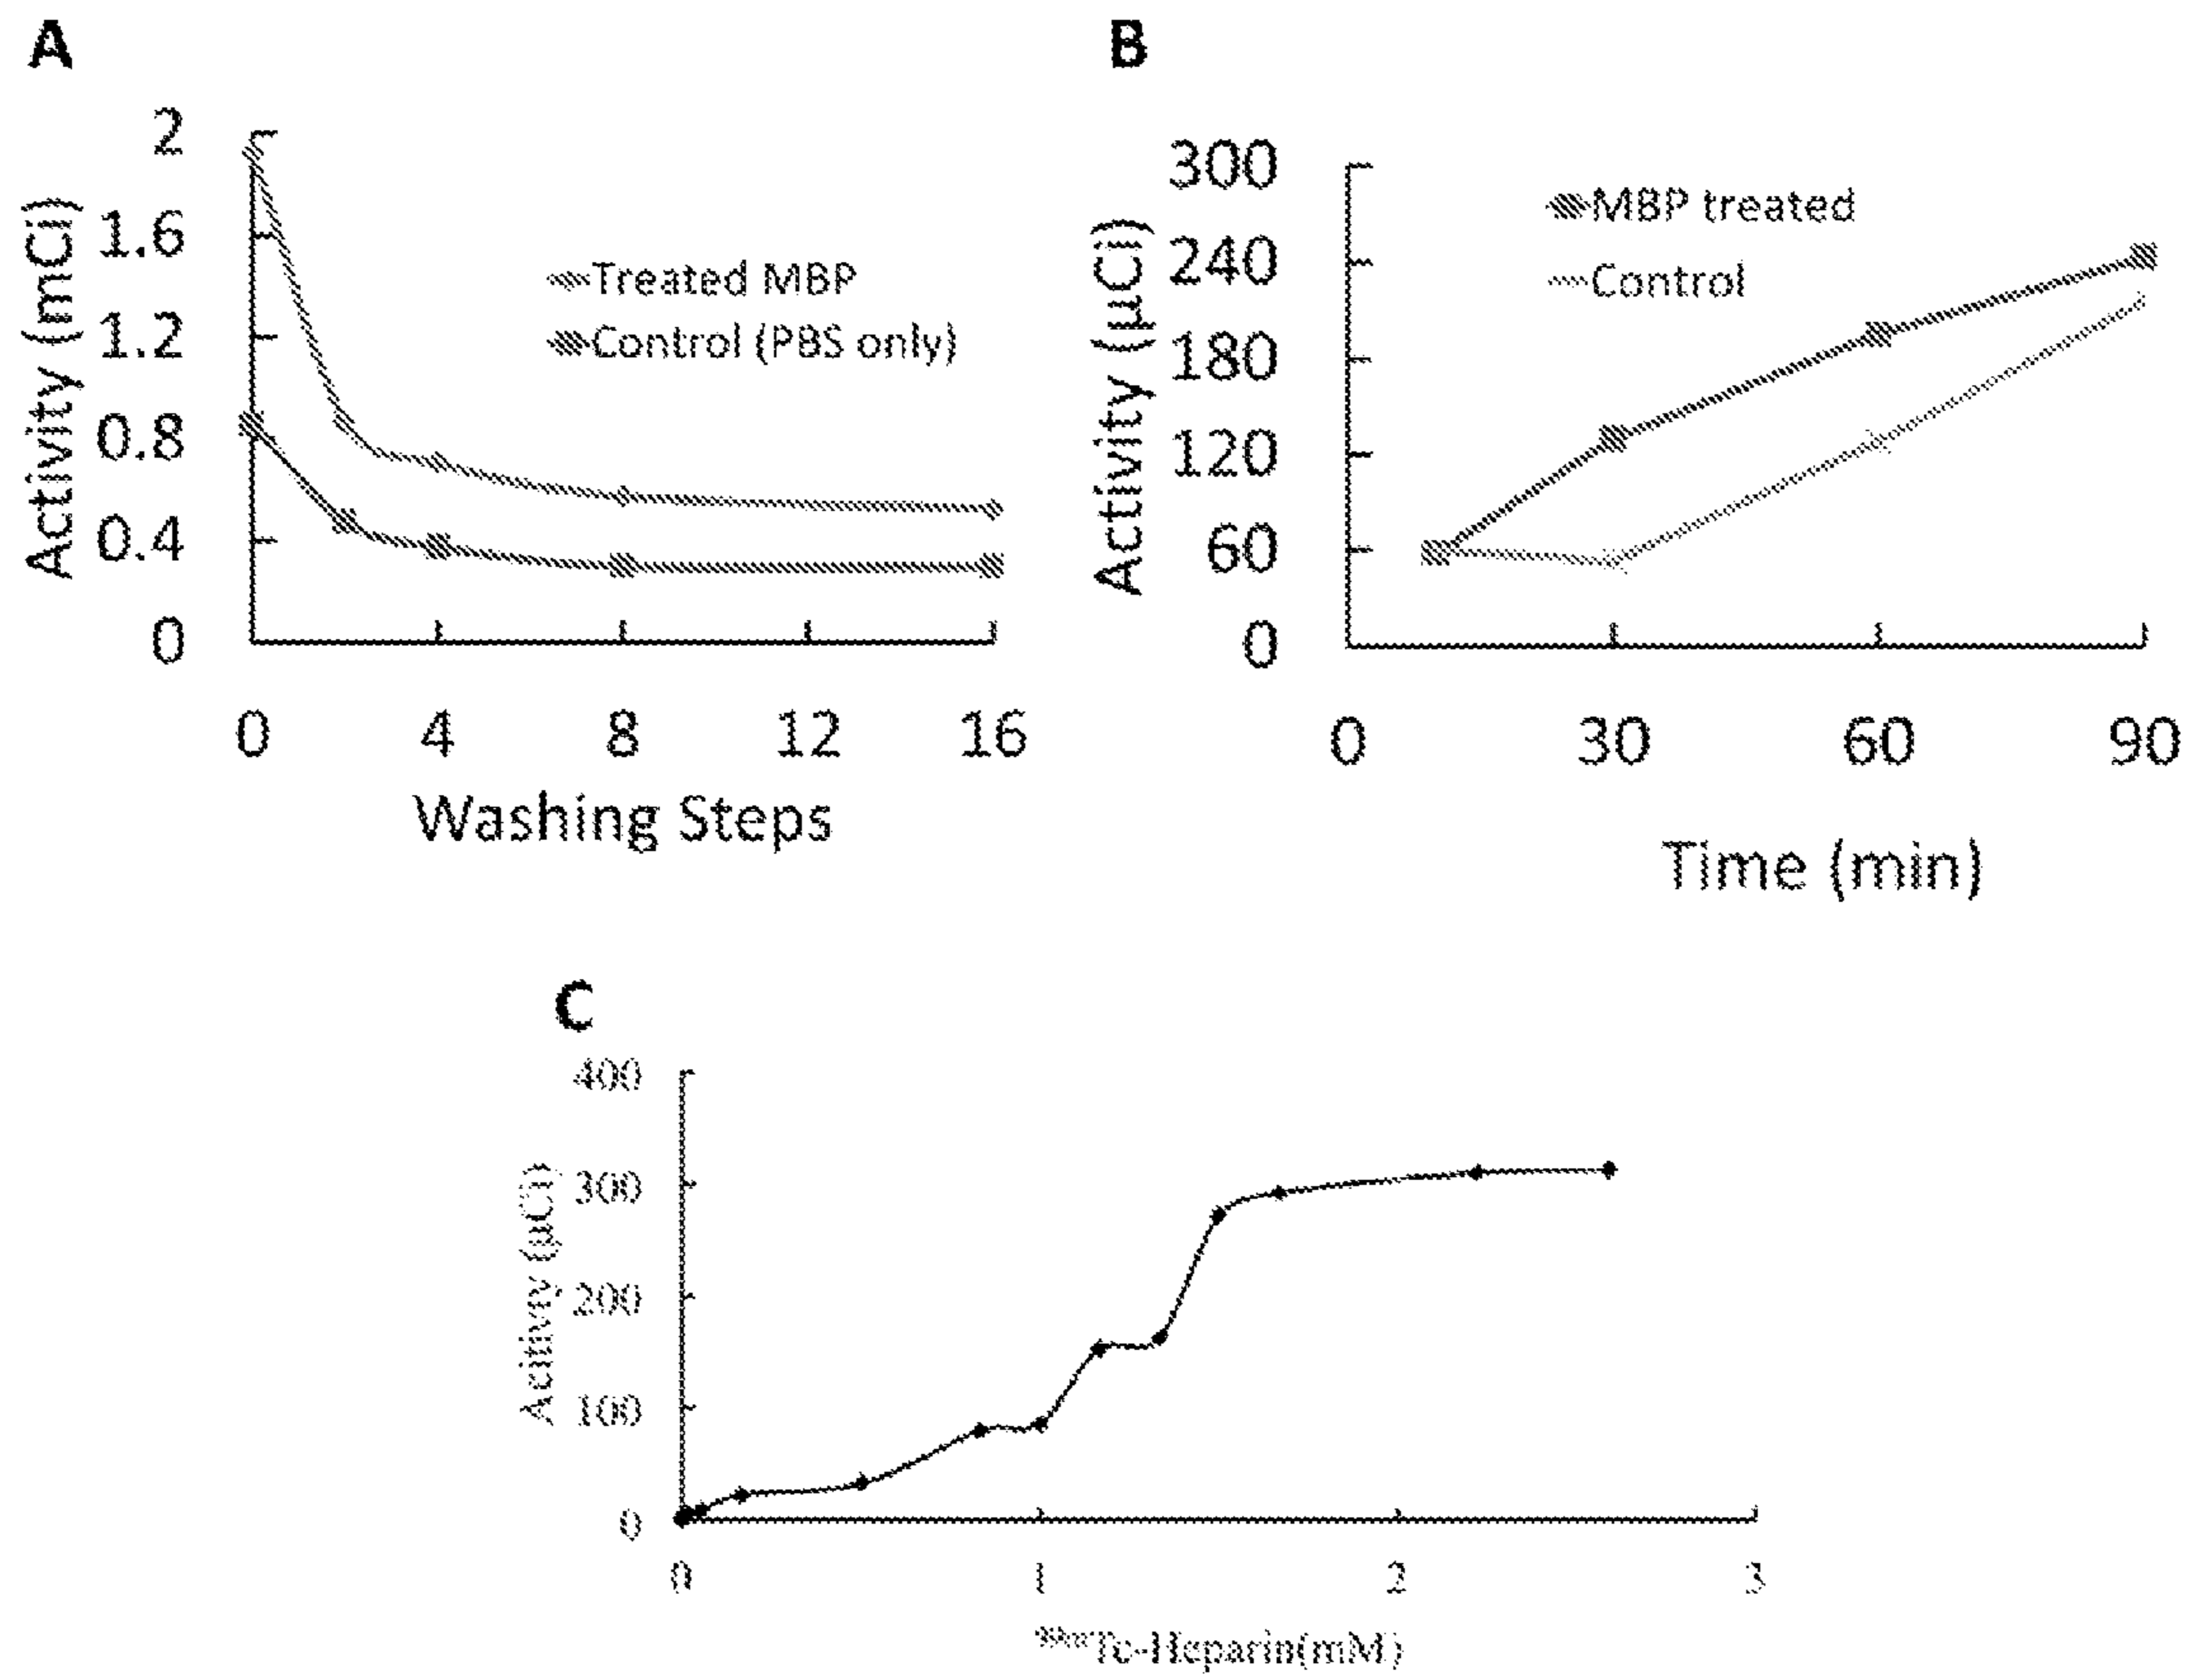 A
2
1.6
1.2
0.8
0.4
0
Activity (mCi)
Treated MBP
Control (PBS only)
0 4 8 12 16
Washing Steps
B
300
240
180
120
60
0
Activity (µCi)
MBP treated
Control
0 30 60 90
Time (min)
C
400
300
200
100
0
Acitivty (µCi)
0 1 2 3
99mTc-Heparin(mM)